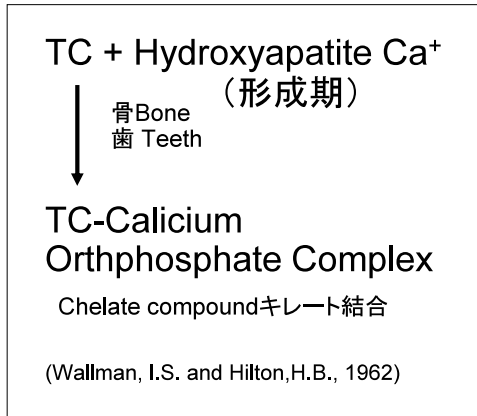 TC + Hydroxyapatite Ca⁺
（形成期）
骨Bone
歯 Teeth
TC-Calicium
Orthphosphate Complex
Chelate compoundキレート結合
(Wallman, I.S. and Hilton,H.B., 1962)